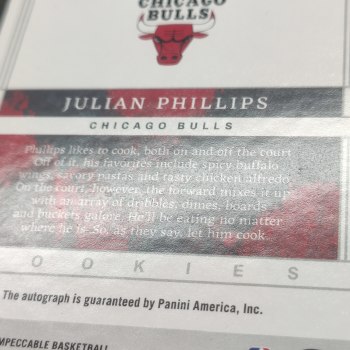 CHICAGO
BULLS
JULIAN PHILLIPS
CHICAGO BULLS
Phillips likes to cook, both on and off the court.
Off of it, his favorites include spicy buffalo
wings, savory pastas and tasty chicken alfredo.
On the court, however, the forward mixes it up
with an array of dribbles, dimes, boards
and buckets galore. He'll be eating no matter
where he is. So, as they say, let him cook.
OOKIES
The autograph is guaranteed by Panini America, Inc.
MPECCABLE BASKETBALL